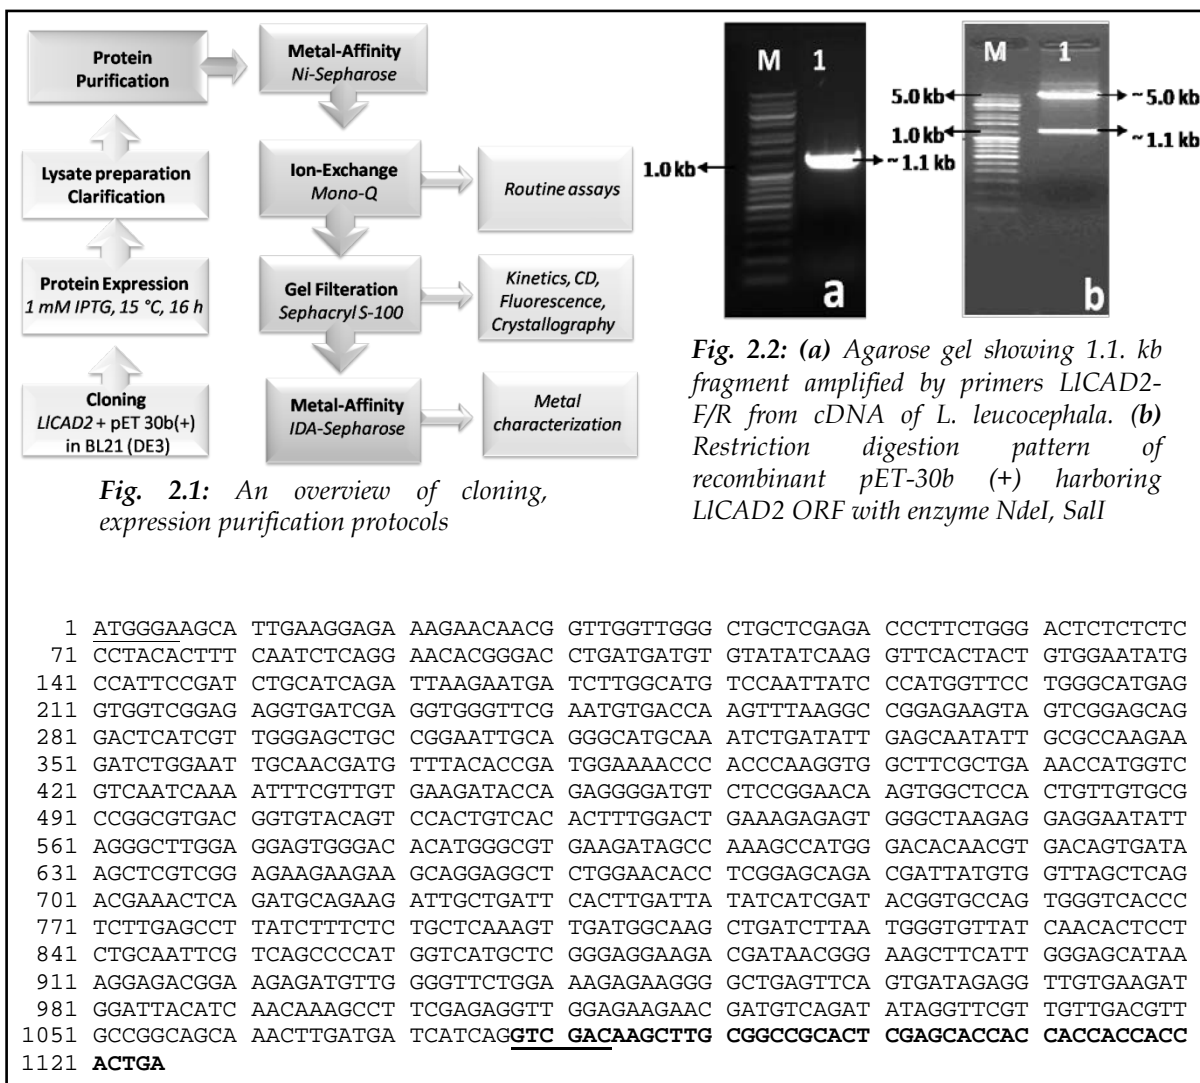 Protein
Purification
Metal-Affinity
Ni-Sepharose
Lysate preparation
Clarification
Ion-Exchange
Mono-Q
Routine assays
Protein Expression
1 mM IPTG, 15 °C, 16 h
Gel Filteration
Sephacryl S-100
Kinetics, CD,
Fluorescence,
Crystallography
Cloning
LlCAD2 + pET 30b(+)
in BL21 (DE3)
Metal-Affinity
IDA-Sepharose
Metal
characterization
Fig. 2.1: An overview of cloning,
expression purification protocols
M 1
1.0 kb
~ 1.1 kb
a
M 1
5.0 kb
~ 5.0 kb
1.0 kb
~ 1.1 kb
b
Fig. 2.2: (a) Agarose gel showing 1.1. kb
fragment amplified by primers LlCAD2-
F/R from cDNA of L. leucocephala. (b)
Restriction digestion pattern of
recombinant pET-30b (+) harboring
LlCAD2 ORF with enzyme NdeI, SalI
1 ATGGGAAGCA TTGAAGGAGA AAGAACAACG GTTGGTTGGG CTGCTCGAGA CCCTTCTGGG ACTCTCTCTC
71 CCTACACTTT CAATCTCAGG AACACGGGAC CTGATGATGT GTATATCAAG GTTCACTACT GTGGAATATG
141 CCATTCCGAT CTGCATCAGA TTAAGAATGA TCTTGGCATG TCCAATTATC CCATGGTTCC TGGGCATGAG
211 GTGGTCGGAG AGGTGATCGA GGTGGGTTCG AATGTGACCA AGTTTAAGGC CGGAGAAGTA GTCGGAGCAG
281 GACTCATCGT TGGGAGCTGC CGGAATTGCA GGGCATGCAA ATCTGATATT GAGCAATATT GCGCCAAGAA
351 GATCTGGAAT TGCAACGATG TTTACACCGA TGGAAAACCC ACCCAAGGTG GCTTCGCTGA AACCATGGTC
421 GTCAATCAAA ATTTCGTTGT GAAGATACCA GAGGGGATGT CTCCGGAACA AGTGGCTCCA CTGTTGTGCG
491 CCGGCGTGAC GGTGTACAGT CCACTGTCAC ACTTTGGACT GAAAGAGAGT GGGCTAAGAG GAGGAATATT
561 AGGGCTTGGA GGAGTGGGAC ACATGGGCGT GAAGATAGCC AAAGCCATGG GACACAACGT GACAGTGATA
631 AGCTCGTCGG AGAAGAAGAA GCAGGAGGCT CTGGAACACC TCGGAGCAGA CGATTATGTG GTTAGCTCAG
701 ACGAAACTCA GATGCAGAAG ATTGCTGATT CACTTGATTA TATCATCGAT ACGGTGCCAG TGGGTCACCC
771 TCTTGAGCCT TATCTTTCTC TGCTCAAAGT TGATGGCAAG CTGATCTTAA TGGGTGTTAT CAACACTCCT
841 CTGCAATTCG TCAGCCCCAT GGTCATGCTC GGGAGGAAGA CGATAACGGG AAGCTTCATT GGGAGCATAA
911 AGGAGACGGA AGAGATGTTG GGGTTCTGGA AAGAGAAGGG GCTGAGTTCA GTGATAGAGG TTGTGAAGAT
981 GGATTACATC AACAAAGCCT TCGAGAGGTT GGAGAAGAAC GATGTCAGAT ATAGGTTCGT TGTTGACGTT
1051 GCCGGCAGCA AACTTGATGA TCATCAGGTC GACAAGCTTG CGGCCGCACT CGAGCACCAC CACCACCACC
1121 ACTGA